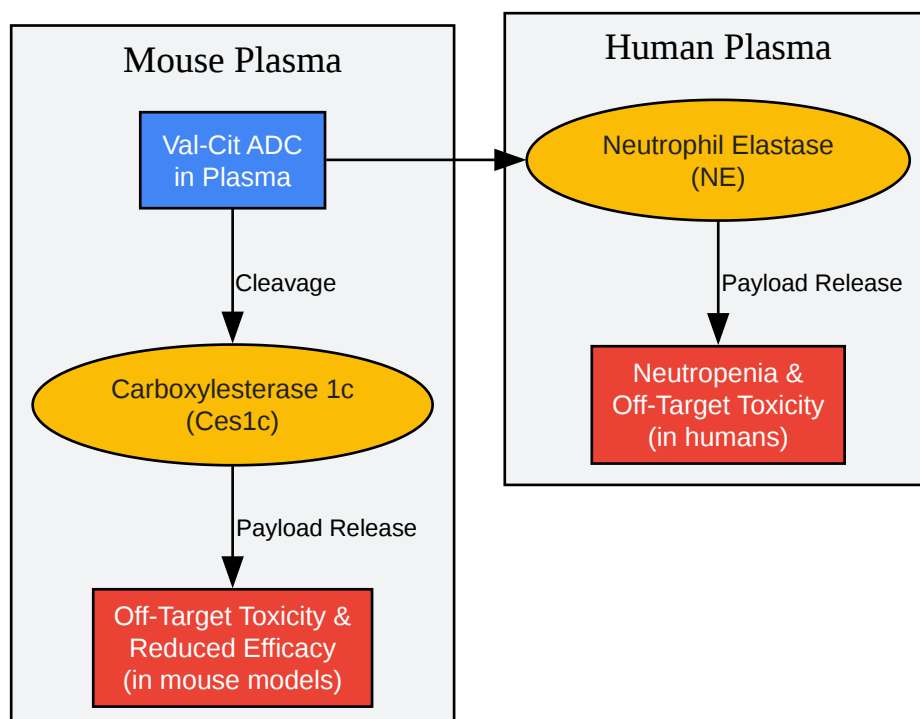 Mouse Plasma
Val-Cit ADC
in Plasma
Cleavage
Carboxylesterase 1c
(Ces1c)
Payload Release
Off-Target Toxicity &
Reduced Efficacy
(in mouse models)
Human Plasma
Neutrophil Elastase
(NE)
Payload Release
Neutropenia &
Off-Target Toxicity
(in humans)